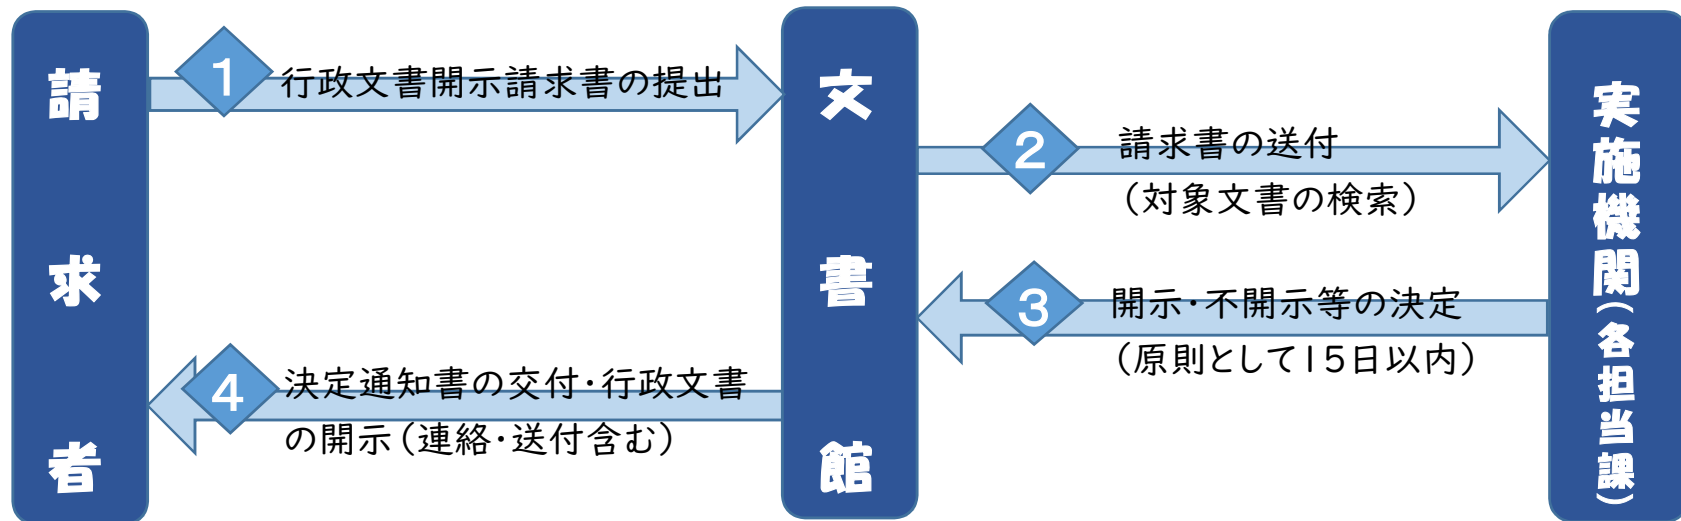 請求者
1
行政文書開示請求書の提出
文書館
2
請求書の送付
（対象文書の検索）
実施機関（各担当課）
3
開示・不開示等の決定
（原則として15日以内）
4
決定通知書の交付・行政文書
の開示（連絡・送付含む）